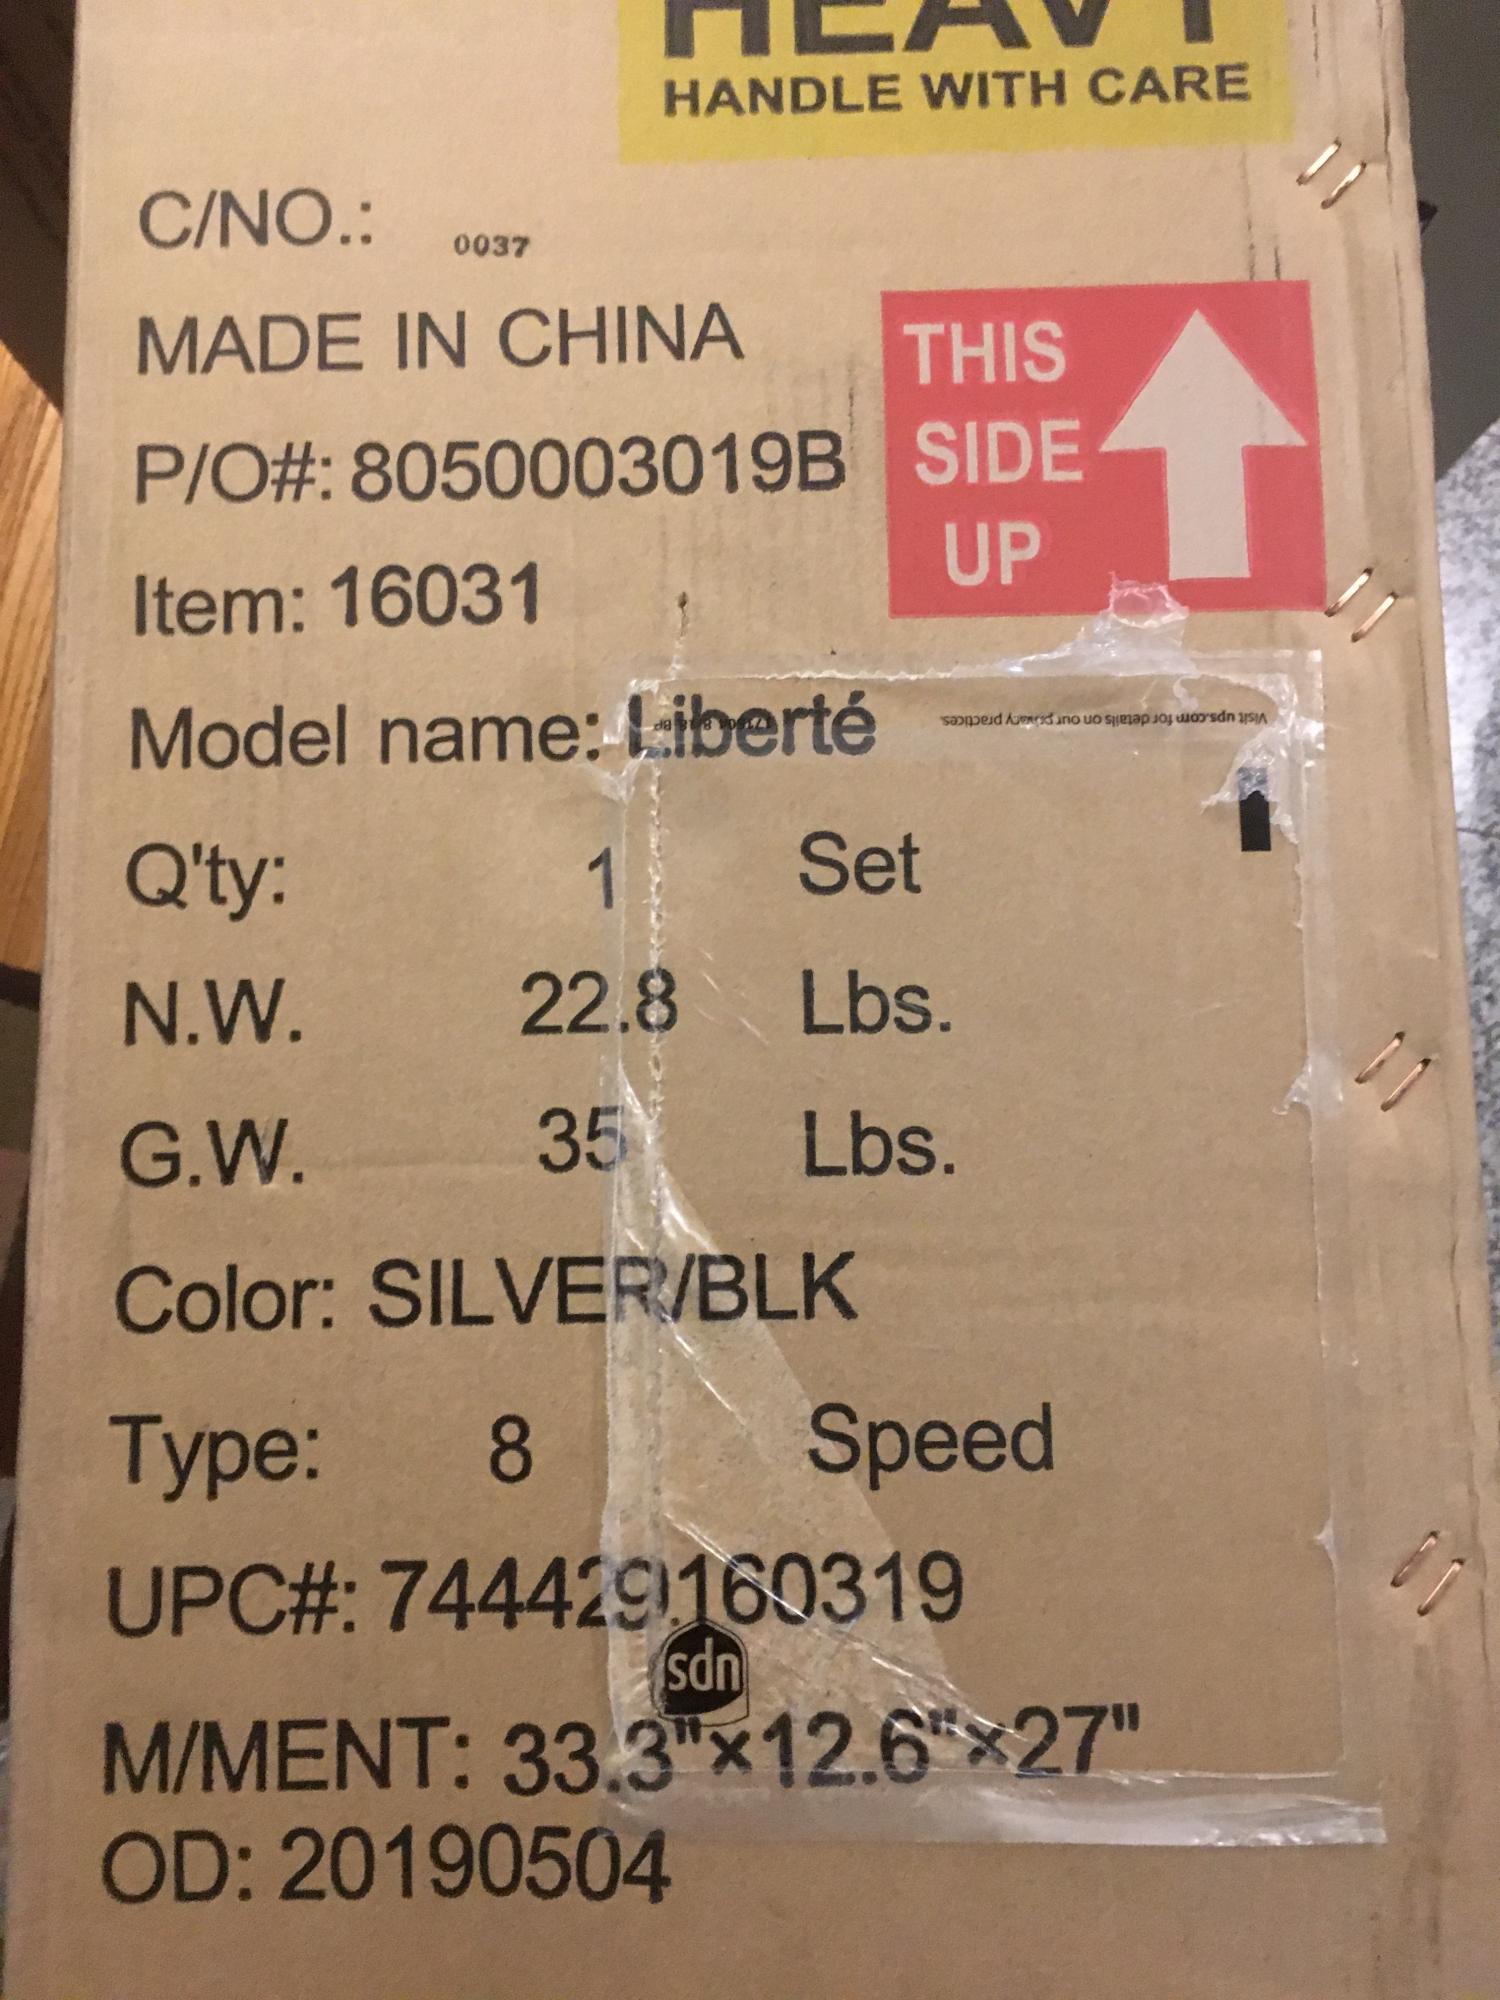 HEAVY
HANDLE WITH CARE
C/NO.: 0037
MADE IN CHINA
THIS
SIDE
UP
P/O#: 8050003019B
Item: 16031
Model name: Liberté
Visit ups.com for details on our privacy practices.
Q'ty: 1 Set
N.W. 22.8 Lbs.
G.W. 35 Lbs.
Color: SILVER/BLK
Type: 8 Speed
UPC#: 744429160319
sdn
M/MENT: 33.3"×12.6"×27"
OD: 20190504